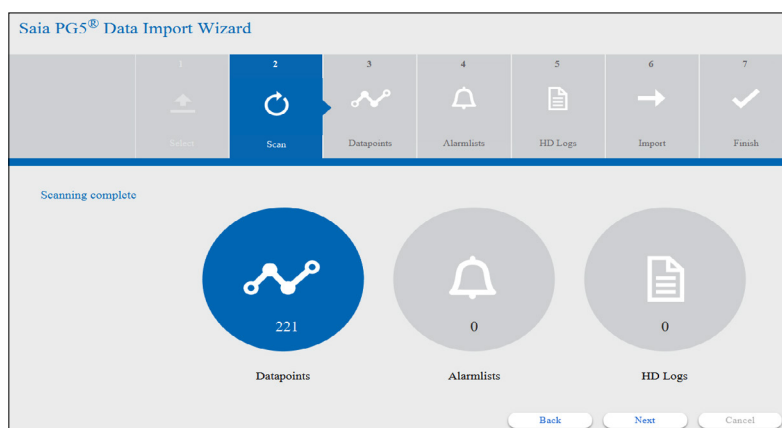 Saia PG5® Data Import Wizard
1 2 3 4 5 6 7
Select Scan Datapoints Alarmlists HD Logs Import Finish
Scanning complete
221 0 0
Datapoints Alarmlists HD Logs
Back Next Cancel